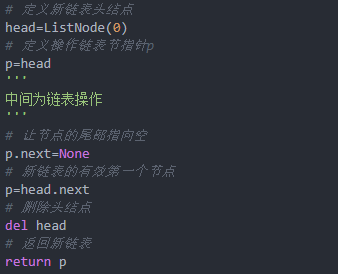 # 定义新链表头结点
head=ListNode(0)
# 定义操作链表节指针p
p=head
'''
中间为链表操作
'''
# 让节点的尾部指向空
p.next=None
# 新链表的有效第一个节点
p=head.next
# 删除头结点
del head
# 返回新链表
return p